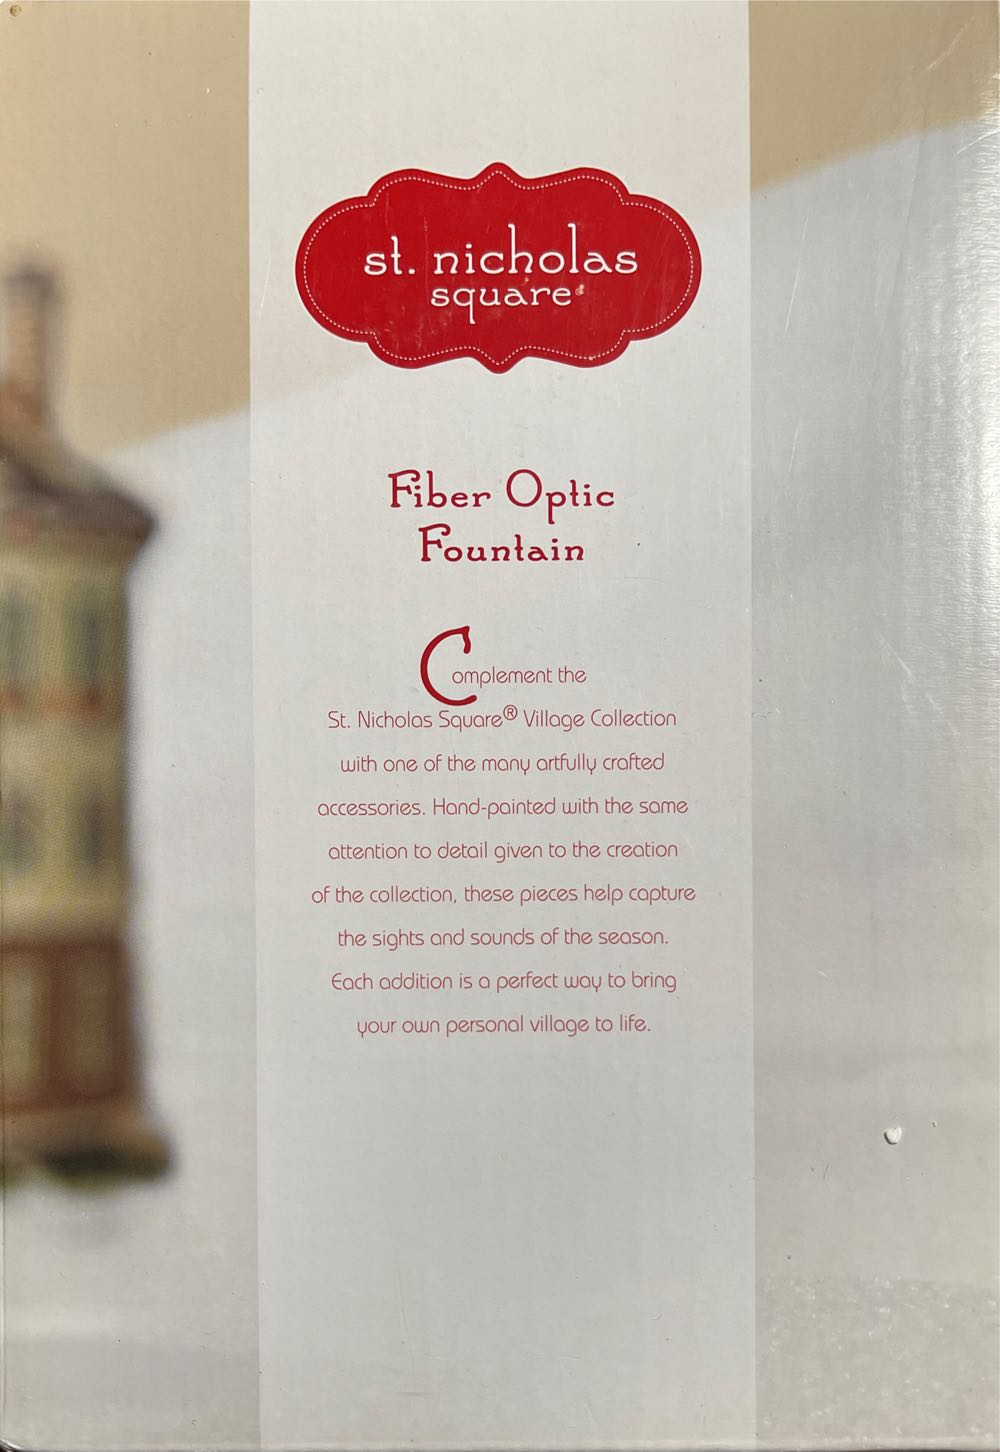 st. nicholas
square®
Fiber Optic
Fountain
Complement the
St. Nicholas Square® Village Collection
with one of the many artfully crafted
accessories. Hand-painted with the same
attention to detail given to the creation
of the collection, these pieces help capture
the sights and sounds of the season.
Each addition is a perfect way to bring
your own personal village to life.